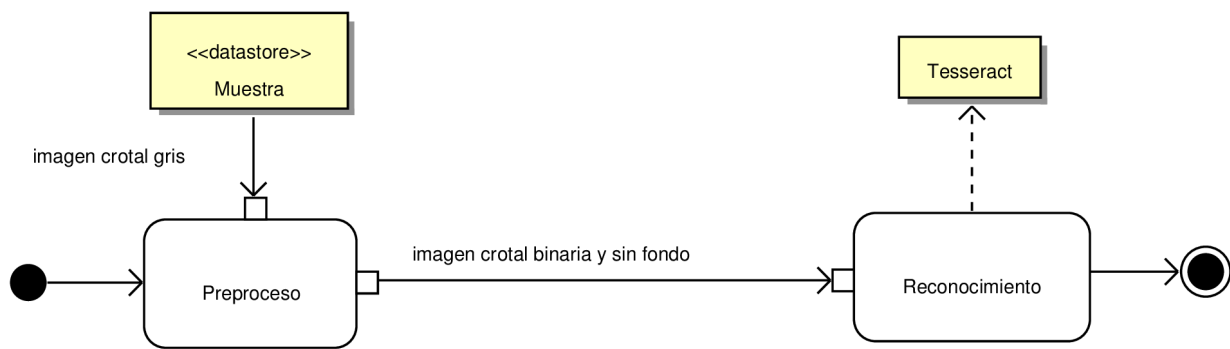 <<datastore>>
Muestra
Tesseract
imagen crotal gris
imagen crotal binaria y sin fondo
Preproceso
Reconocimiento